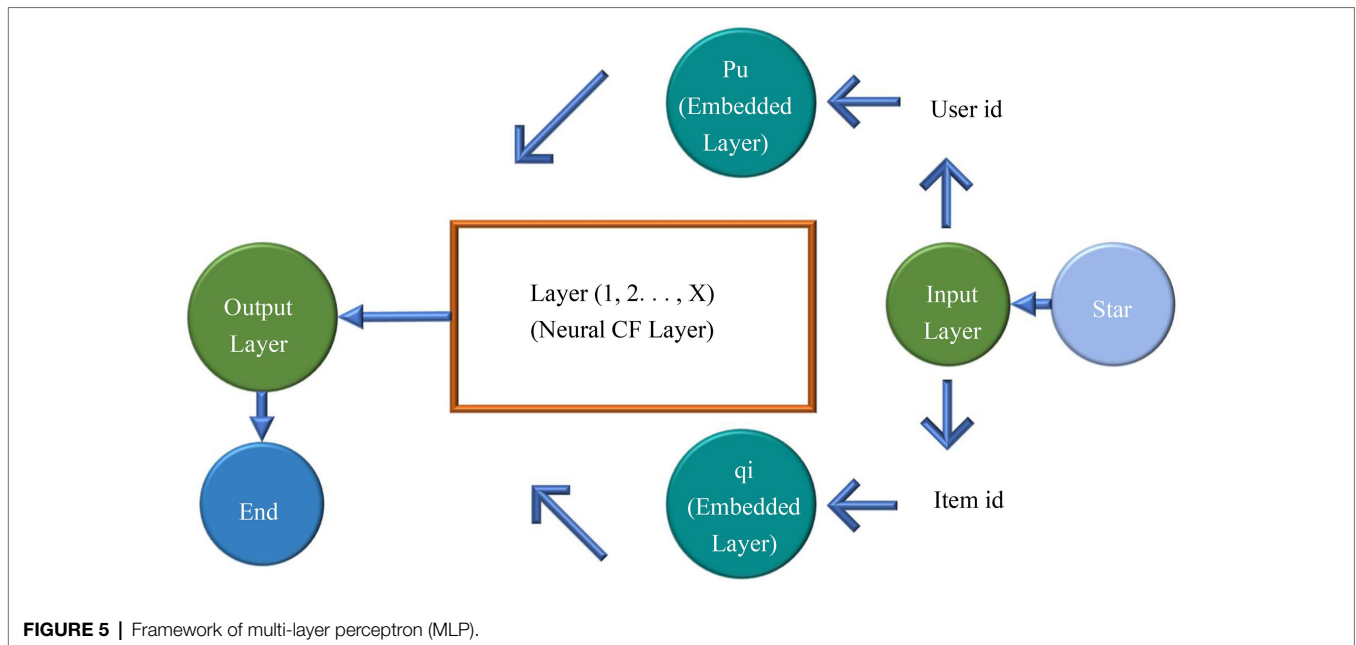 Pu
(Embedded
Layer)
User id
Output
Layer
Layer (1, 2. . . , X)
(Neural CF Layer)
Input
Layer
Star
End
qi
(Embedded
Layer)
Item id
FIGURE 5 | Framework of multi-layer perceptron (MLP).